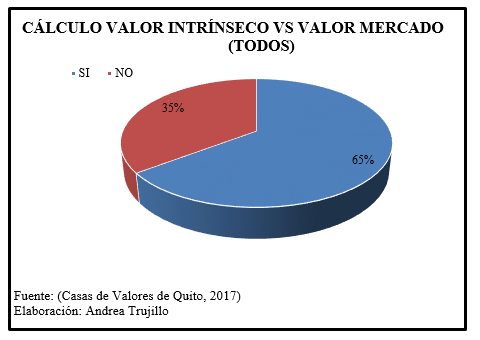 CÁLCULO VALOR INTRÍNSECO VS VALOR MERCADO
(TODOS)
SI NO
35%
65%
Fuente: (Casas de Valores de Quito, 2017)
Elaboración: Andrea Trujillo